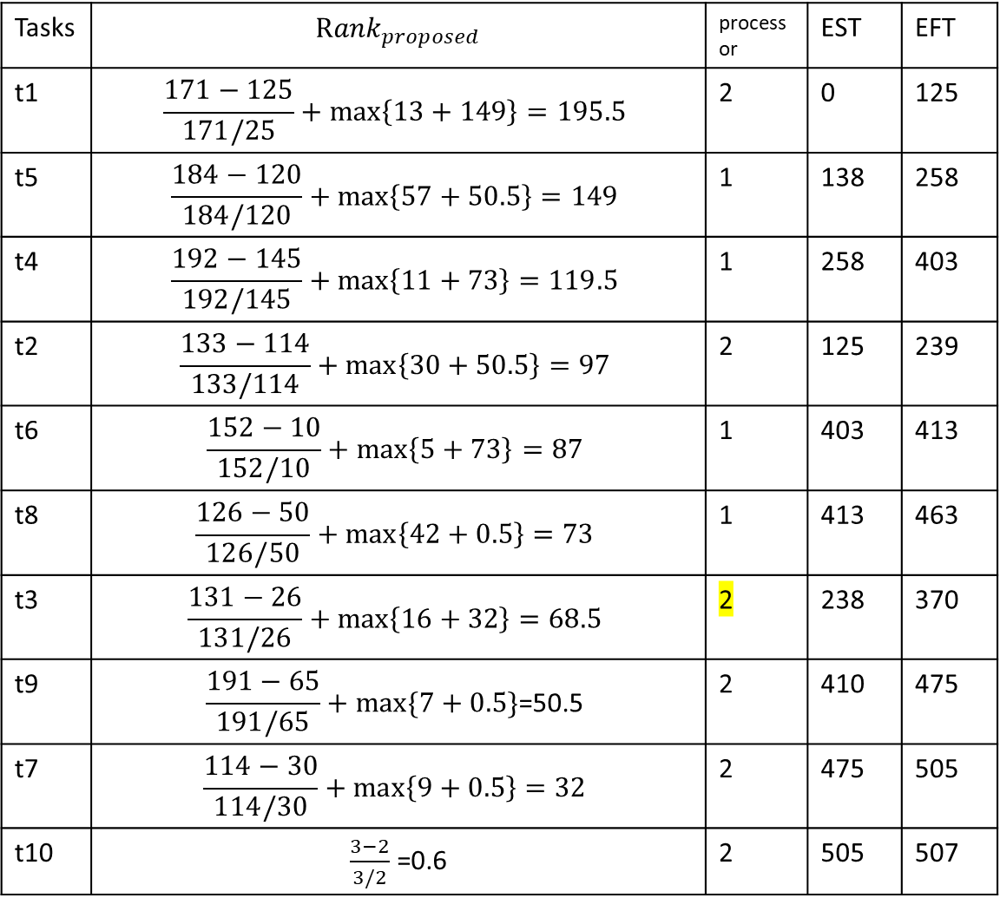 Tasks Rank_{proposed} process or EST EFT
t1 \frac{171 − 125}{171/25} + max{13 + 149} = 195.5 2 0 125
t5 \frac{184 − 120}{184/120} + max{57 + 50.5} = 149 1 138 258
t4 \frac{192 − 145}{192/145} + max{11 + 73} = 119.5 1 258 403
t2 \frac{133 − 114}{133/114} + max{30 + 50.5} = 97 2 125 239
t6 \frac{152 − 10}{152/10} + max{5 + 73} = 87 1 403 413
t8 \frac{126 − 50}{126/50} + max{42 + 0.5} = 73 1 413 463
t3 \frac{131 − 26}{131/26} + max{16 + 32} = 68.5 2 238 370
t9 \frac{191 − 65}{191/65} + max{7 + 0.5}=50.5 2 410 475
t7 \frac{114 − 30}{114/30} + max{9 + 0.5} = 32 2 475 505
t10 \frac{3−2}{3/2} =0.6 2 505 507